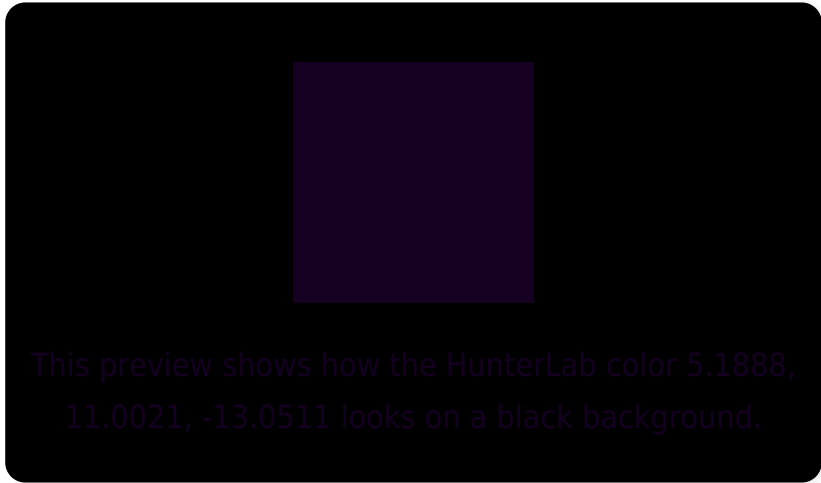 This preview shows how the HunterLab color 5.1888,
11.0021, -13.0511 looks on a black background.